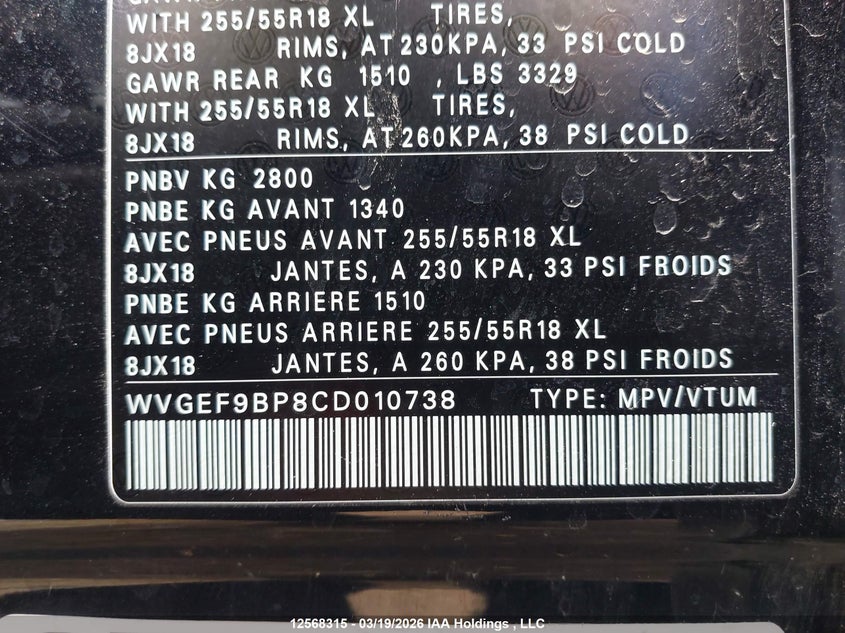 WITH 255/55R18 XL TIRES,
8JX18 RIMS, AT 230KPA, 33 PSI COLD
GAWR REAR KG 1510 , LBS 3329
WITH 255/55R18 XL TIRES,
8JX18 RIMS, AT 260KPA, 38 PSI COLD
PNBV KG 2800
PNBE KG AVANT 1340
AVEC PNEUS AVANT 255/55R18 XL
8JX18 JANTES, A 230 KPA, 33 PSI FROIDS
PNBE KG ARRIERE 1510
AVEC PNEUS ARRIERE 255/55R18 XL
8JX18 JANTES, A 260 KPA, 38 PSI FROIDS
WVGEF9BP8CD010738 TYPE: MPV/VTUM
12568315 - 03/19/2026 IAA Holdings , LLC